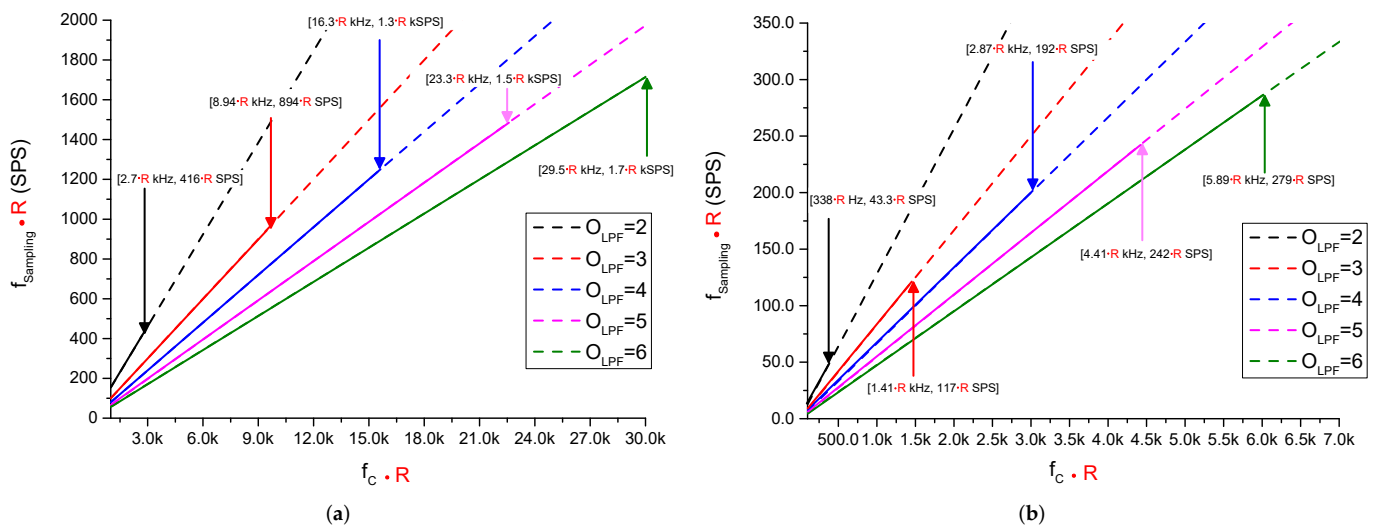 2000
1800
1600
1400
1200
1000
800
600
400
200
0
f_Sampling • R (SPS)
[16.3·R kHz, 1.3·R kSPS]
[23.3·R kHz, 1.5·R kSPS]
[8.94·R kHz, 894·R SPS]
[29.5·R kHz, 1.7·R kSPS]
[2.7·R kHz, 416·R SPS]
O_LPF=2
O_LPF=3
O_LPF=4
O_LPF=5
O_LPF=6
3.0k 6.0k 9.0k 12.0k 15.0k 18.0k 21.0k 24.0k 27.0k 30.0k
f_C • R
(a)
350.0
300.0
250.0
200.0
150.0
100.0
50.0
0.0
f_Sampling • R (SPS)
[2.87·R kHz, 192·R SPS]
[5.89·R kHz, 279·R SPS]
[338·R Hz, 43.3·R SPS]
[4.41·R kHz, 242·R SPS]
[1.41·R kHz, 117·R SPS]
O_LPF=2
O_LPF=3
O_LPF=4
O_LPF=5
O_LPF=6
500.0 1.0k 1.5k 2.0k 2.5k 3.0k 3.5k 4.0k 4.5k 5.0k 5.5k 6.0k 6.5k 7.0k
f_C • R
(b)